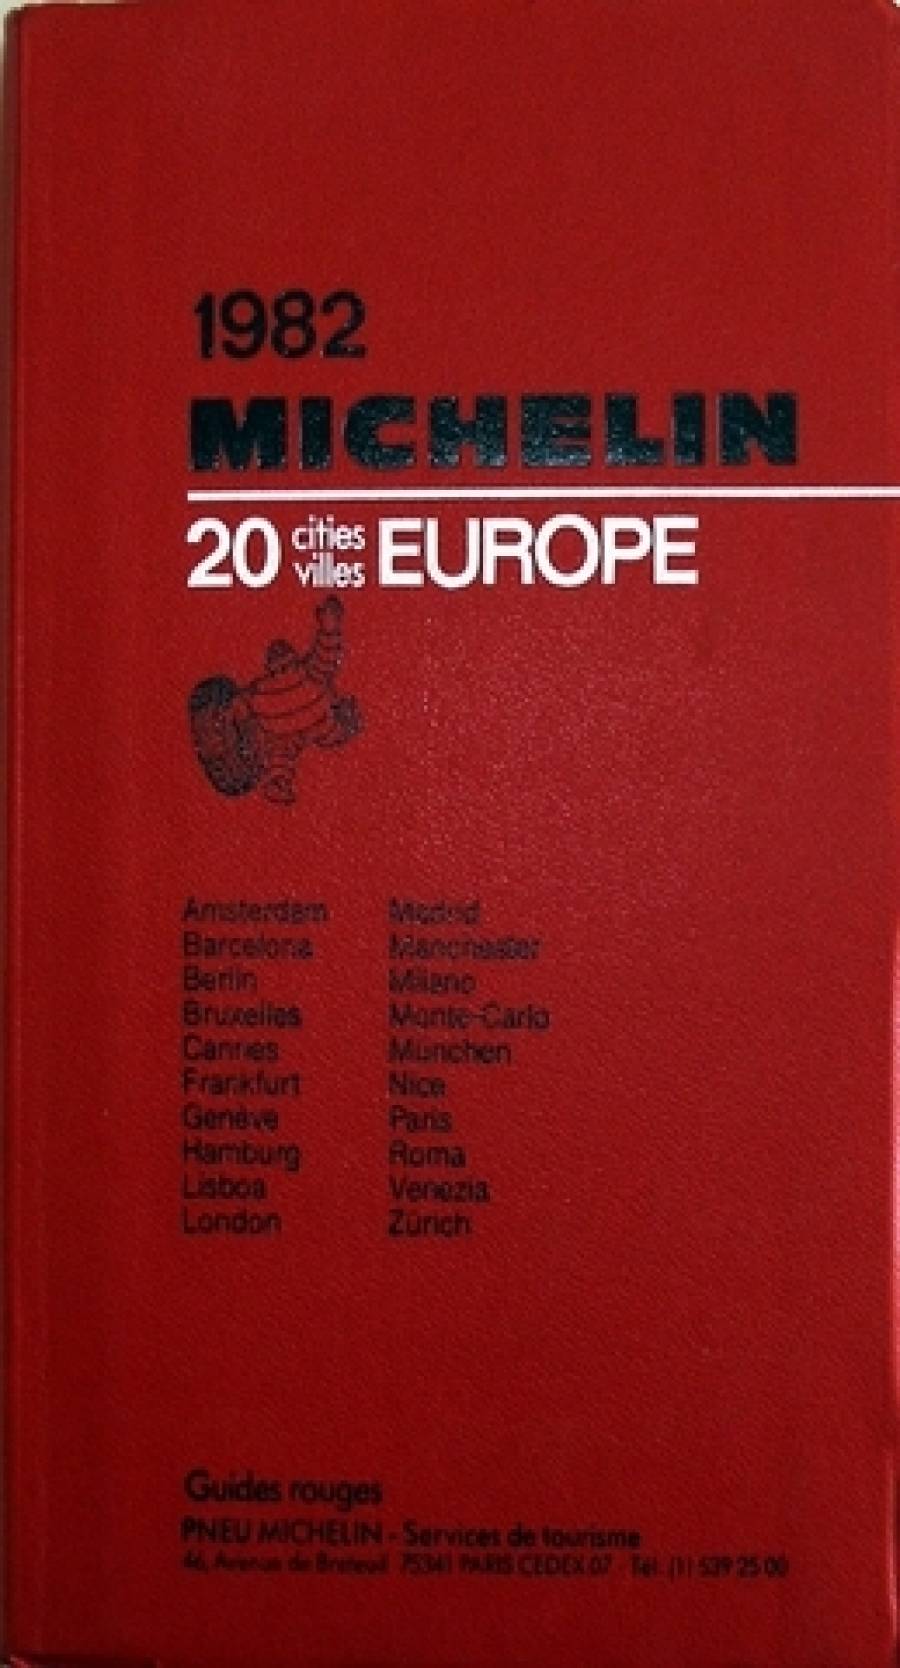 1982
MICHELIN
20 cities villes EUROPE
Amsterdam
Barcelona
Berlin
Bruxelles
Cannes
Frankfurt
Genève
Hamburg
Lisboa
London
Madrid
Manchester
Milano
Monte-Carlo
München
Nice
Paris
Roma
Venezia
Zürich
Guides rouges
PNEU MICHELIN - Services de tourisme
46, Avenue de Breteuil 75341 PARIS CEDEX 07 - Tél. (1) 539 25 00